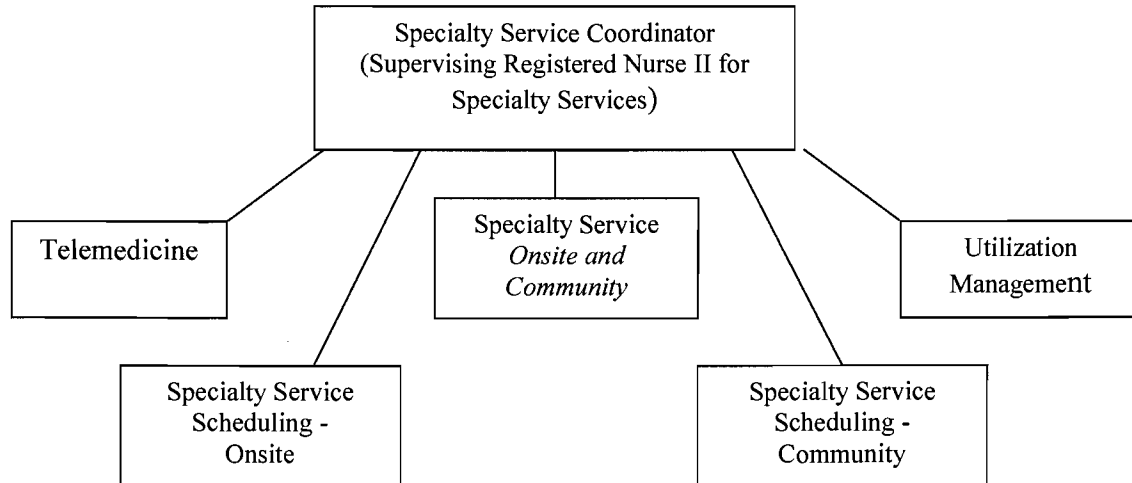 Specialty Service Coordinator
(Supervising Registered Nurse II for
Specialty Services)
Telemedicine
Specialty Service
Onsite and
Community
Utilization
Management
Specialty Service
Scheduling -
Onsite
Specialty Service
Scheduling -
Community